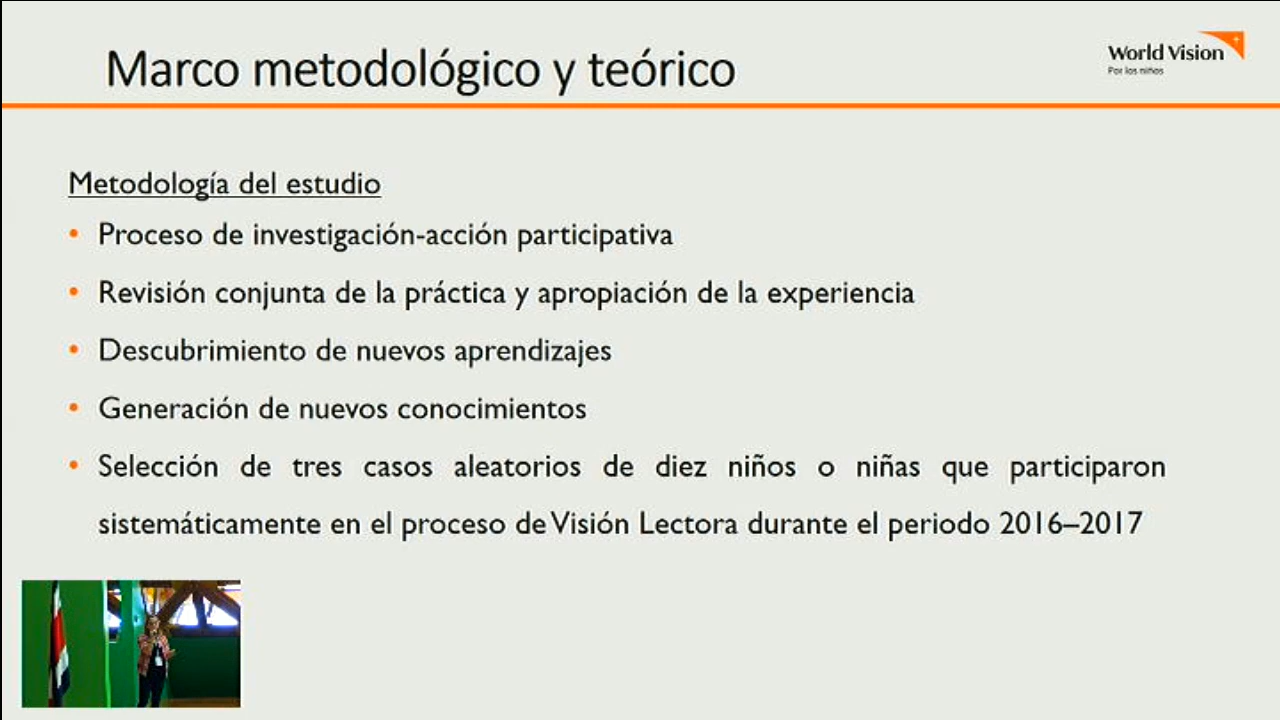 Marco metodológico y teórico
World Vision
Por los niños
Metodología del estudio
• Proceso de investigación-acción participativa
• Revisión conjunta de la práctica y apropiación de la experiencia
• Descubrimiento de nuevos aprendizajes
• Generación de nuevos conocimientos
• Selección de tres casos aleatorios de diez niños o niñas que participaron
sistemáticamente en el proceso de Visión Lectora durante el periodo 2016–2017